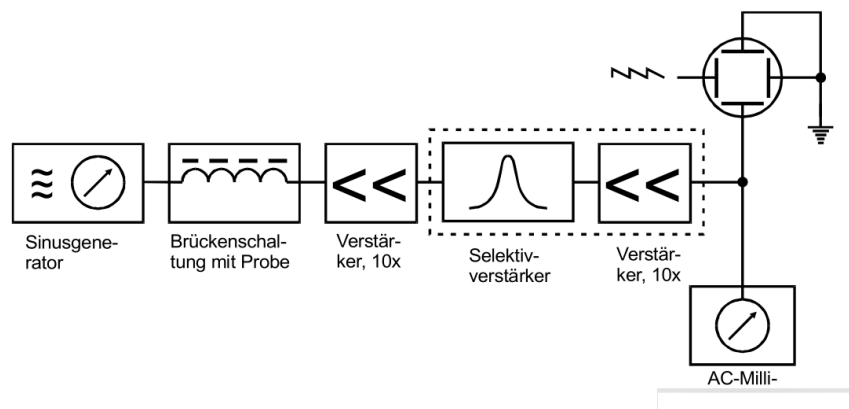 Sinusgene-
rator
Brückenschal-
tung mit Probe
Verstär-
ker, 10x
Selektiv-
verstärker
Verstär-
ker, 10x
AC-Milli-